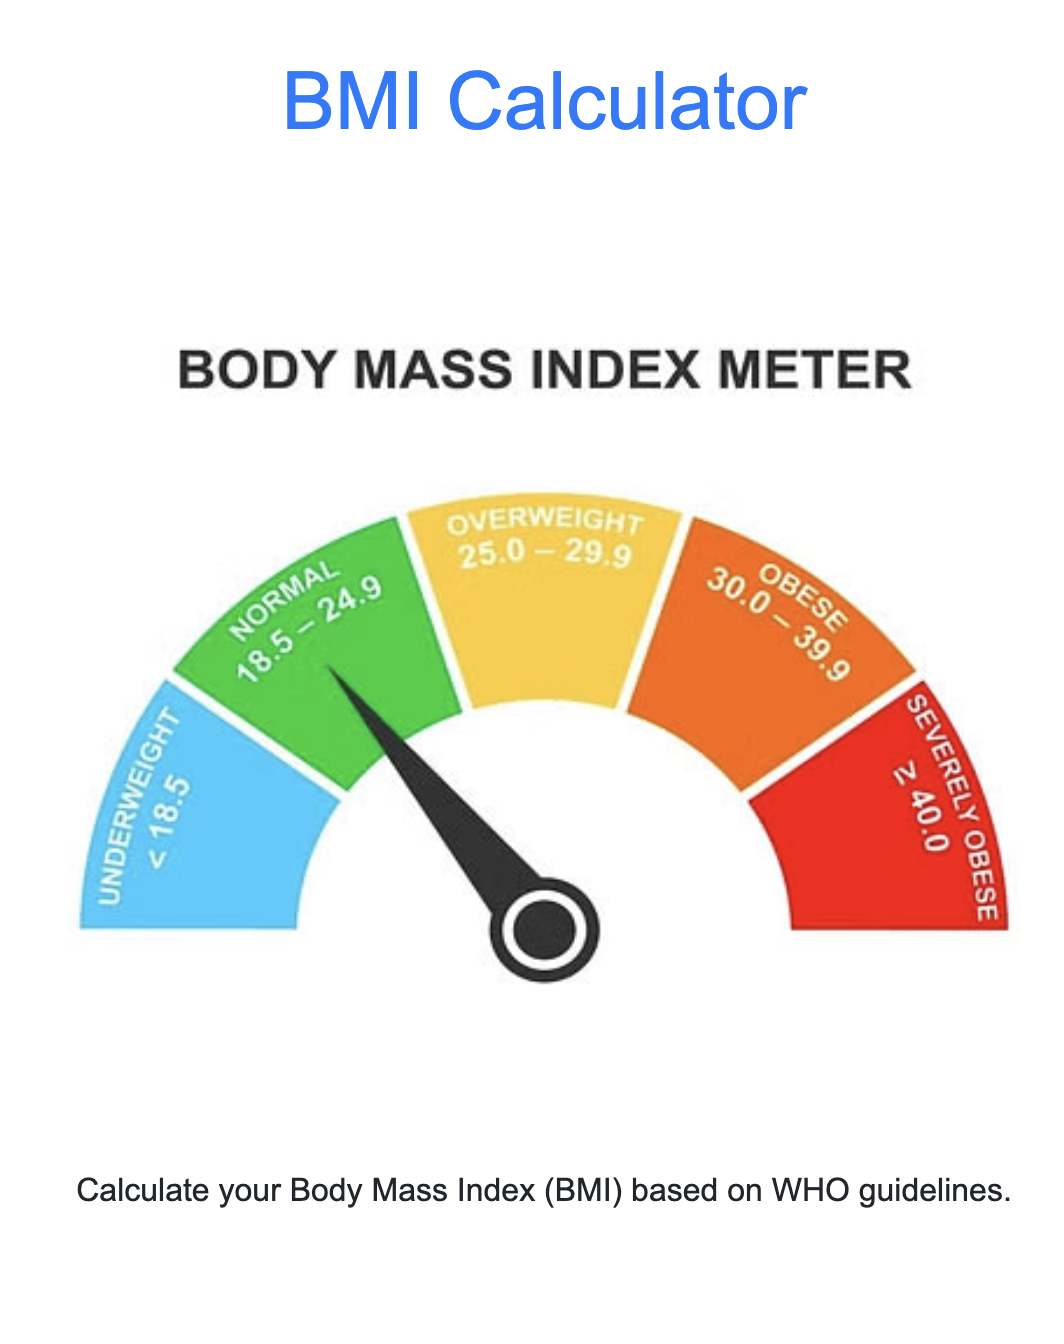 BMI Calculator
BODY MASS INDEX METER
UNDERWEIGHT
< 18.5
NORMAL
18.5 – 24.9
OVERWEIGHT
25.0 – 29.9
OBESE
30.0 – 39.9
SEVERELY OBESE
≥ 40.0
Calculate your Body Mass Index (BMI) based on WHO guidelines.